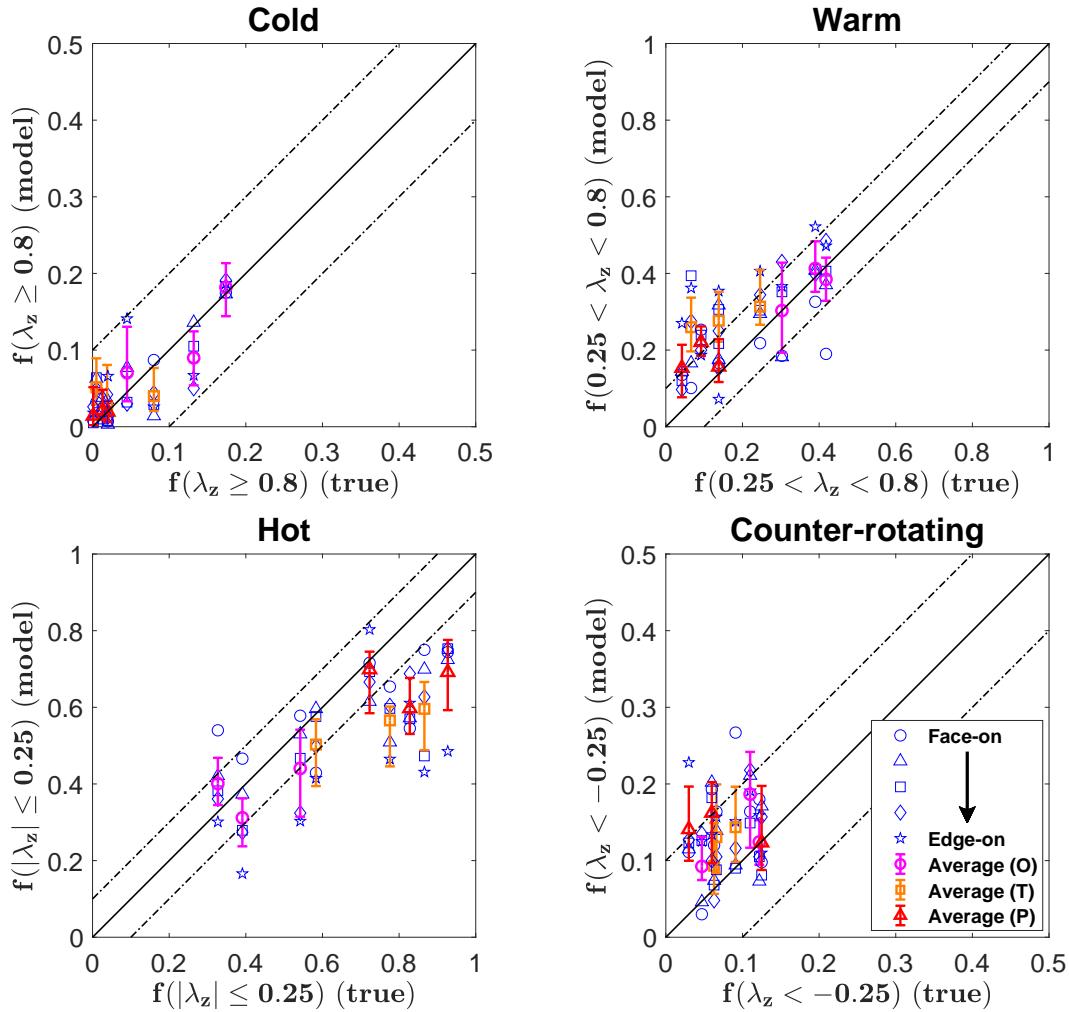 Cold
f(λz ≥ 0.8) (model)
0.5
0.4
0.3
0.2
0.1
0
0 0.1 0.2 0.3 0.4 0.5
f(λz ≥ 0.8) (true)
Warm
f(0.25 < λz < 0.8) (model)
1
0.8
0.6
0.4
0.2
0
0 0.2 0.4 0.6 0.8 1
f(0.25 < λz < 0.8) (true)
Hot
f(|λz| ≤ 0.25) (model)
1
0.8
0.6
0.4
0.2
0
0 0.2 0.4 0.6 0.8 1
f(|λz| ≤ 0.25) (true)
Counter-rotating
f(λz < −0.25) (model)
0.5
0.4
0.3
0.2
0.1
0
0 0.1 0.2 0.3 0.4 0.5
f(λz < −0.25) (true)
Face-on
Edge-on
Average (O)
Average (T)
Average (P)